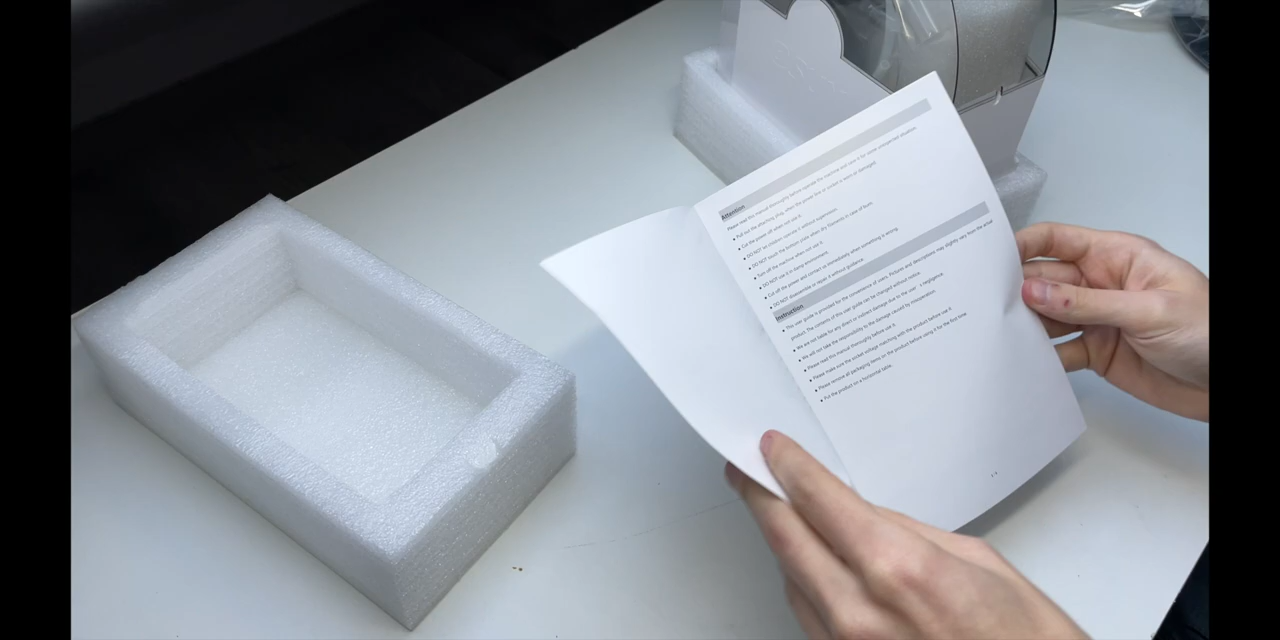 Attention
Please read this manual thoroughly before operate the machine and save it for some unexpected situation.
● Pull out the attaching plug, when the power line or socket is worn or damaged.
● Cut the power off when not use it.
● DO NOT let children operate it without supervision.
● DO NOT touch the bottom plate when dry filaments in case of burn.
● Turn off the machine when not use it.
● DO NOT use it in damp environment.
● Cut off the power and contact us immediately when something is wrong.
● DO NOT disassemble or repair it without guidance.
Instruction
● This user guide is provided for the convenience of users. Pictures and descriptions may slightly vary from the actual
product. The contents of this user guide can be changed without notice.
● We are not liable for any direct or indirect damage due to the user's negligence.
● We will not take the responsibility to the damage caused by misoperation.
● Please read this manual thoroughly before use it.
● Please make sure the socket voltage matching with the product before use it.
● Please remove all packaging items on the product before using it for the first time.
● Put the product on a horizontal table.